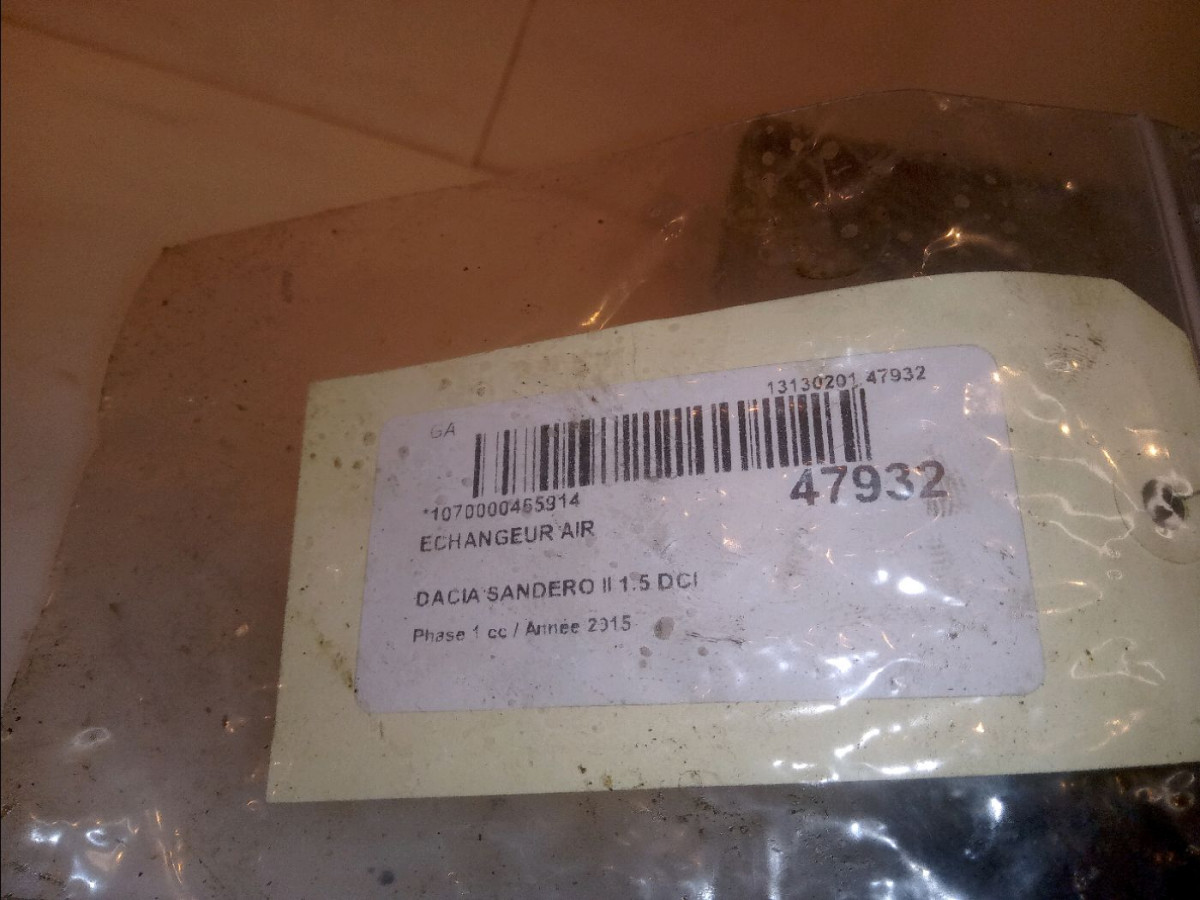 13130201 47932
GA
47932
*1070000465914
ECHANGEUR AIR
DACIA SANDERO II 1.5 DCI
Phase 1 cc / Année 2015